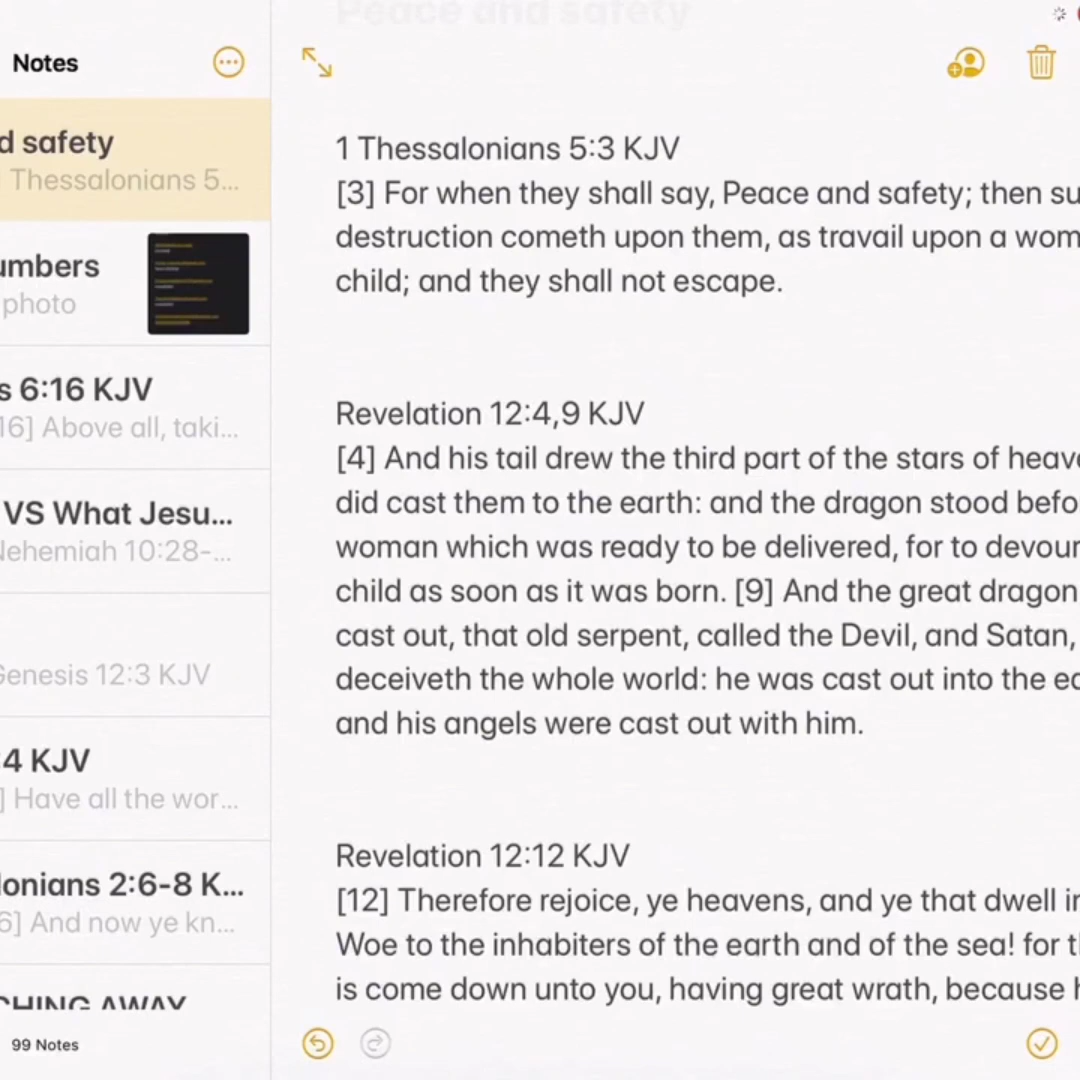 Peace and safety
Notes
d safety
Thessalonians 5...
umbers
photo
s 6:16 KJV
16] Above all, taki...
VS What Jesu...
Nehemiah 10:28-...
Genesis 12:3 KJV
4 KJV
] Have all the wor...
lonians 2:6-8 K...
6] And now ye kn...
CHING AWAY
99 Notes
1 Thessalonians 5:3 KJV
[3] For when they shall say, Peace and safety; then su
destruction cometh upon them, as travail upon a wom
child; and they shall not escape.
Revelation 12:4,9 KJV
[4] And his tail drew the third part of the stars of heave
did cast them to the earth: and the dragon stood befo
woman which was ready to be delivered, for to devour
child as soon as it was born. [9] And the great dragon
cast out, that old serpent, called the Devil, and Satan,
deceiveth the whole world: he was cast out into the ea
and his angels were cast out with him.
Revelation 12:12 KJV
[12] Therefore rejoice, ye heavens, and ye that dwell in
Woe to the inhabiters of the earth and of the sea! for th
is come down unto you, having great wrath, because h